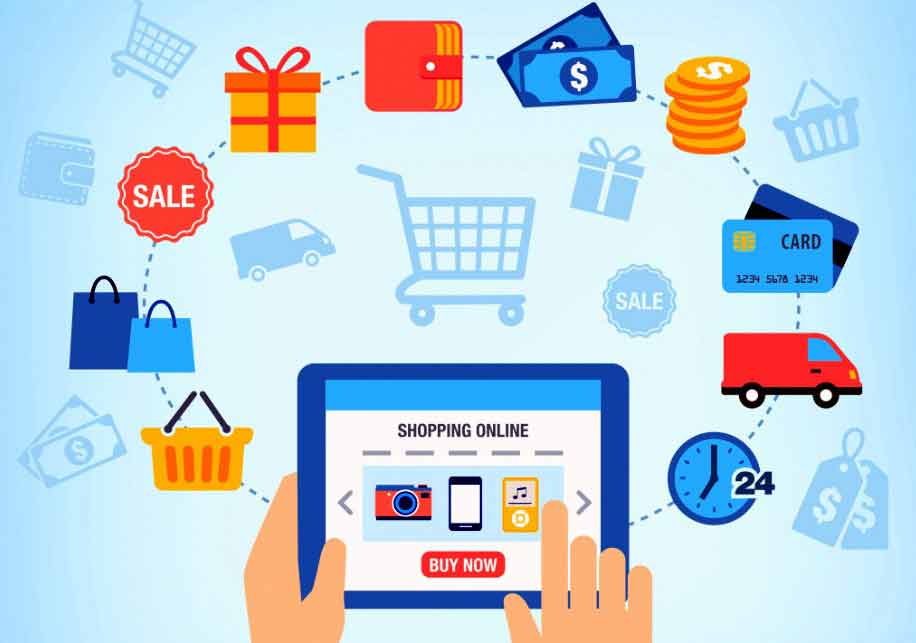 $
$
SALE
CARD
1234 5678 1234
SALE
SHOPPING ONLINE
$
24
$
$
BUY NOW